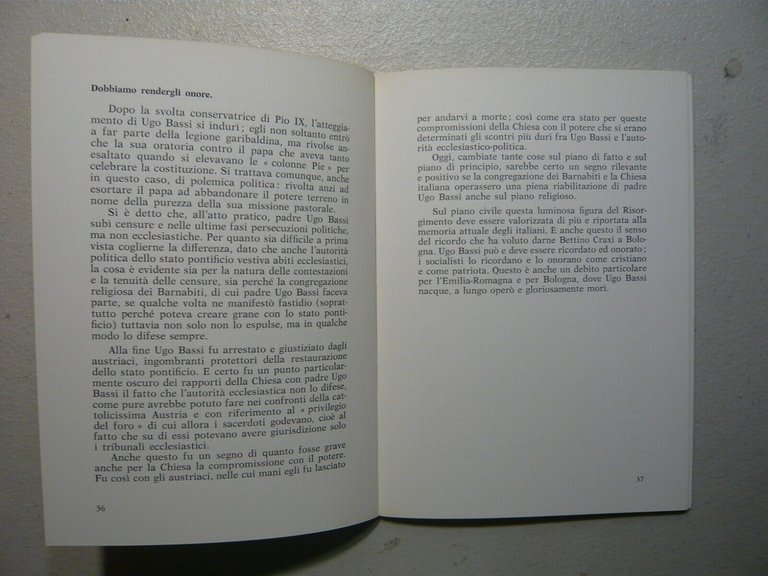 Dobbiamo rendergli onore.
Dopo la svolta conservatrice di Pio IX, l'atteggia-
mento di Ugo Bassi si indurì; egli non soltanto entrò
a far parte della legione garibaldina, ma rivolse an-
che la sua oratoria contro il papa che aveva tanto
esaltato quando si elevavano le « colonne Pie » per
celebrare la costituzione. Si trattava comunque, anche
in questo caso, di polemica politica: rivolta anzi ad
esortare il papa ad abbandonare il potere terreno in
nome della purezza della sua missione pastorale.
Si è detto che, all'atto pratico, padre Ugo Bassi
subì censure e nelle ultime fasi persecuzioni politiche,
ma non ecclesiastiche. Per quanto sia difficile a prima
vista coglierne la differenza, dato che anche l'autorità
politica dello stato pontificio vestiva abiti ecclesiastici,
la cosa è evidente sia per la natura delle contestazioni
e la tenuità delle censure, sia perché la congregazione
religiosa dei Barnabiti, di cui padre Ugo Bassi faceva
parte, se qualche volta ne manifestò fastidio (soprat-
tutto perché poteva creare grane con lo stato ponti-
ficio) tuttavia non solo non lo espulse, ma in qualche
modo lo difese sempre.
Alla fine Ugo Bassi fu arrestato e giustiziato dagli
austriaci, ingombranti protettori della restaurazione
dello stato pontificio. E certo fu un punto particolar-
mente oscuro dei rapporti della Chiesa con padre Ugo
Bassi il fatto che l'autorità ecclesiastica non lo difese,
come pure avrebbe potuto fare nei confronti della cat-
tolicissima Austria e con riferimento al « privilegio
del foro » di cui allora i sacerdoti godevano, cioè al
fatto che su di essi potevano avere giurisdizione solo
i tribunali ecclesiastici.
Anche questo fu un segno di quanto fosse grave
anche per la Chiesa la compromissione con il potere.
Fu così con gli austriaci, nelle cui mani egli fu lasciato
36
per andarvi a morte; così come era stato per queste
compromissioni della Chiesa con il potere che si erano
determinati gli scontri più duri fra Ugo Bassi e l'auto-
rità ecclesiastico-politica.
Oggi, cambiate tante cose sul piano di fatto e sul
piano di principio, sarebbe certo un segno rilevante
e positivo se la congregazione dei Barnabiti e la Chiesa
italiana operassero una piena riabilitazione di padre
Ugo Bassi anche sul piano religioso.
Sul piano civile questa luminosa figura del Risor-
gimento deve essere valorizzata di più e riportata alla
memoria attuale degli italiani. È anche questo il senso
del ricordo che ha voluto darne Bettino Craxi a Bolo-
gna. Ugo Bassi può e deve essere ricordato ed onorato;
i socialisti lo ricordano e lo onorano come cristiano
e come patriota. Questo è anche un debito particolare
per l'Emilia-Romagna e per Bologna, dove Ugo Bassi
nacque, a lungo operò e gloriosamente morì.
37